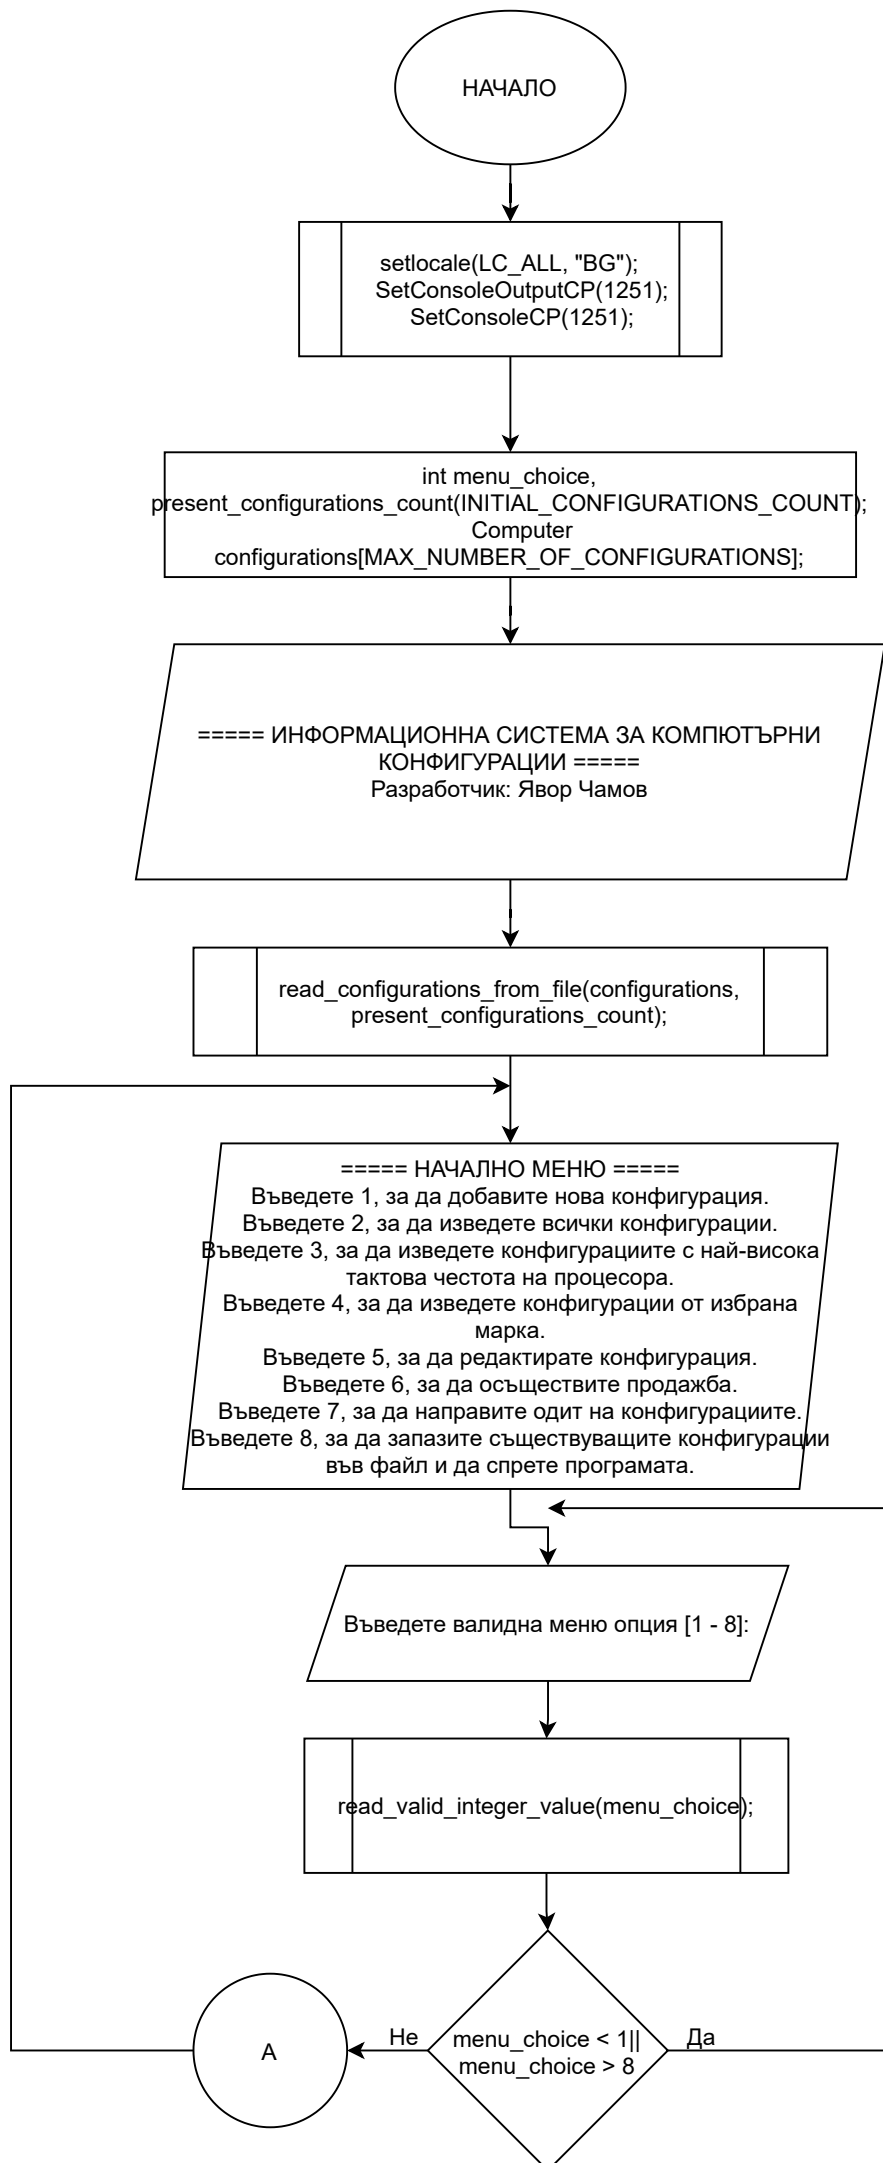 НАЧАЛО
setlocale(LC_ALL, "BG");
SetConsoleOutputCP(1251);
SetConsoleCP(1251);
int menu_choice,
present_configurations_count(INITIAL_CONFIGURATIONS_COUNT);
Computer
configurations[MAX_NUMBER_OF_CONFIGURATIONS];
===== ИНФОРМАЦИОННА СИСТЕМА ЗА КОМПЮТЪРНИ
КОНФИГУРАЦИИ =====
Разработчик: Явор Чамов
read_configurations_from_file(configurations,
present_configurations_count);
===== НАЧАЛНО МЕНЮ =====
Въведете 1, за да добавите нова конфигурация.
Въведете 2, за да изведете всички конфигурации.
Въведете 3, за да изведете конфигурациите с най-висока
тактова честота на процесора.
Въведете 4, за да изведете конфигурации от избрана
марка.
Въведете 5, за да редактирате конфигурация.
Въведете 6, за да осъществите продажба.
Въведете 7, за да направите одит на конфигурациите.
Въведете 8, за да запазите съществуващите конфигурации
във файл и да спрете програмата.
Въведете валидна меню опция [1 - 8]:
read_valid_integer_value(menu_choice);
A
Не
menu_choice < 1||
menu_choice > 8
Да